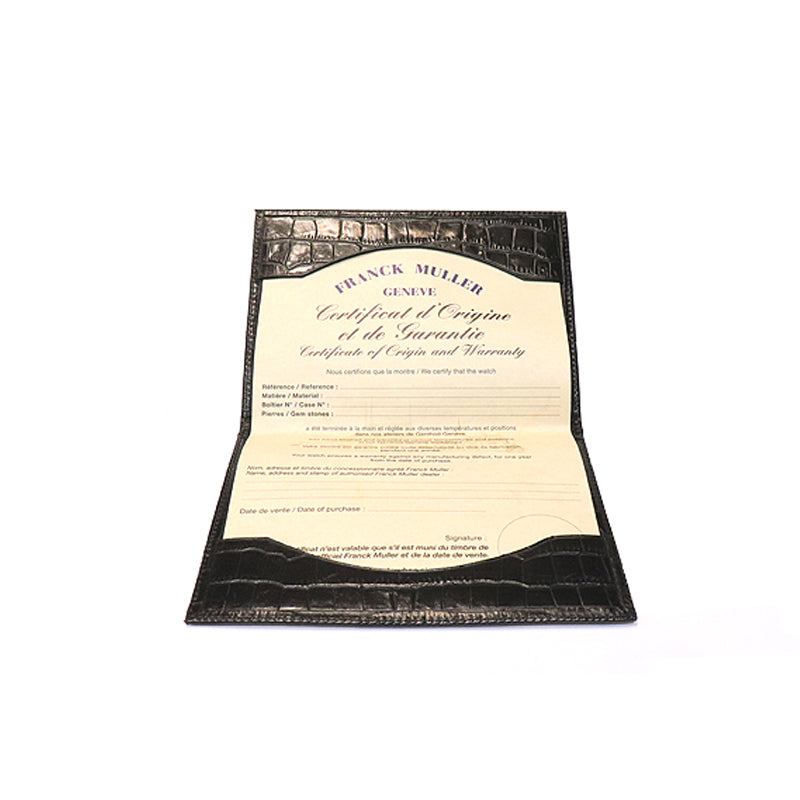 FRANCK MULLER
GENEVE
Certificat d'Origine
et de Garantie
Certificate of Origin and Warranty
Nous certifions que la montre / We certify that the watch
Référence / Reference :
Matière / Material :
Boîtier N° / Case N° :
Pierres / Gem stones :
a été terminée à la main et réglée aux diverses températures et positions
dans nos ateliers de Genthod Genève.
Your watch ensures a warranty against any manufacturing defect, for one year
from the date of purchase.
Nom, adresse et timbre du concessionnaire agréé Franck Muller :
Name, address and stamp of authorised Franck Muller dealer :
Date de vente / Date of purchase :
Signature :
n'est valable que s'il est muni du timbre de
officiel Franck Muller et de la date de vente.